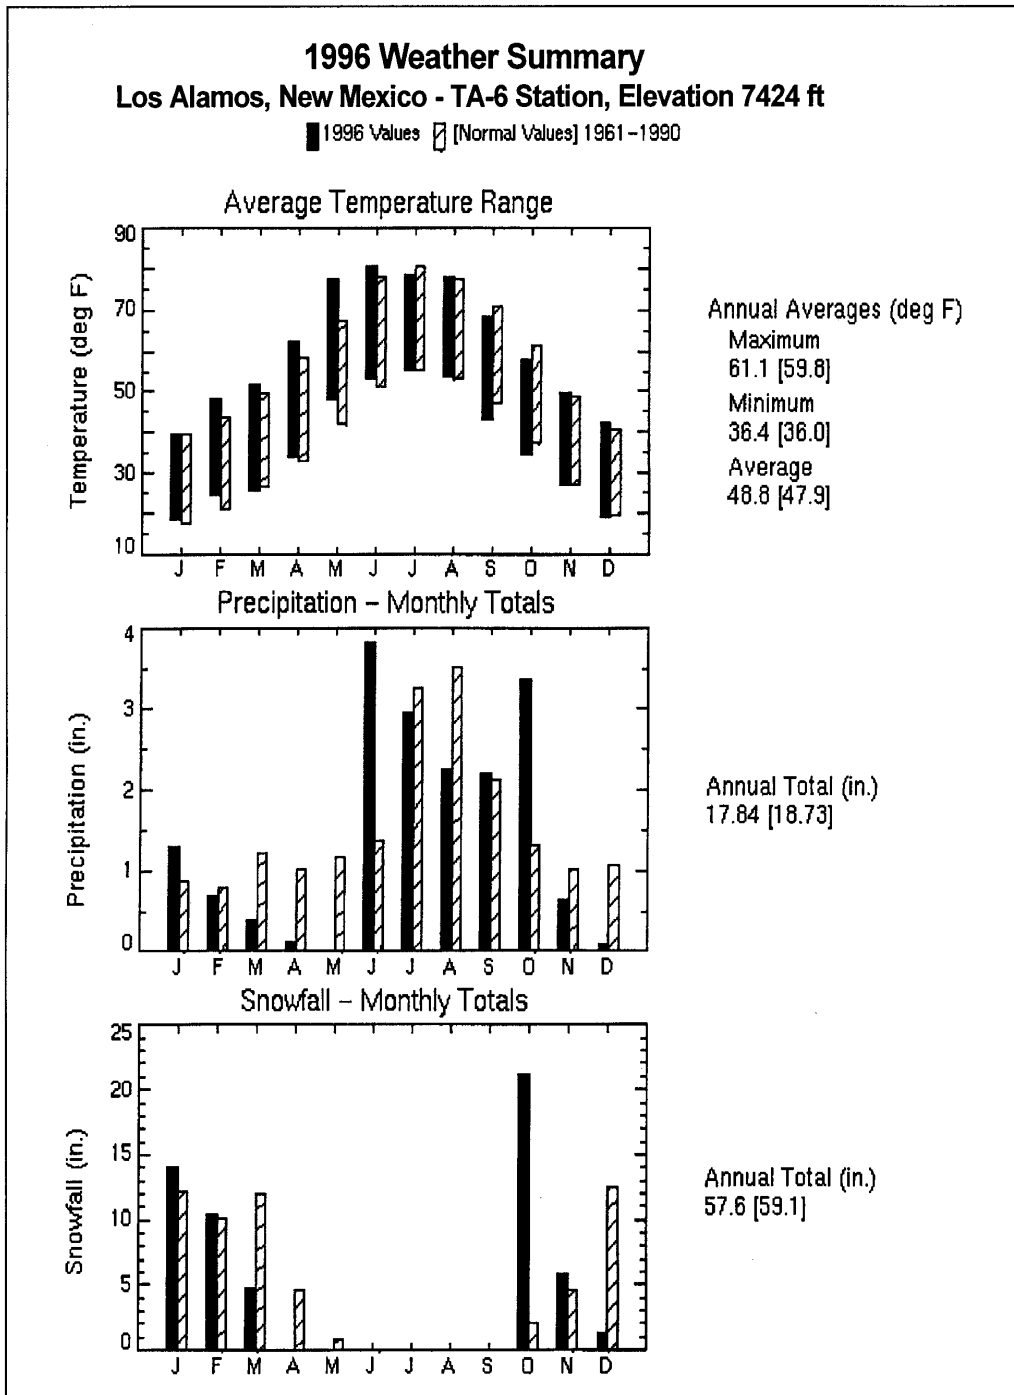 1996 Weather Summary
Los Alamos, New Mexico - TA-6 Station, Elevation 7424 ft
1996 Values [Normal Values] 1961-1990
Average Temperature Range
Temperature (deg F)
90
70
50
30
10
J F M A M J J A S O N D
Annual Averages (deg F)
Maximum
61.1 [59.8]
Minimum
36.4 [36.0]
Average
48.8 [47.9]
Precipitation - Monthly Totals
Precipitation (in.)
4
3
2
1
0
J F M A M J J A S O N D
Annual Total (in.)
17.84 [18.73]
Snowfall - Monthly Totals
Snowfall (in.)
25
20
15
10
5
0
J F M A M J J A S O N D
Annual Total (in.)
57.6 [59.1]